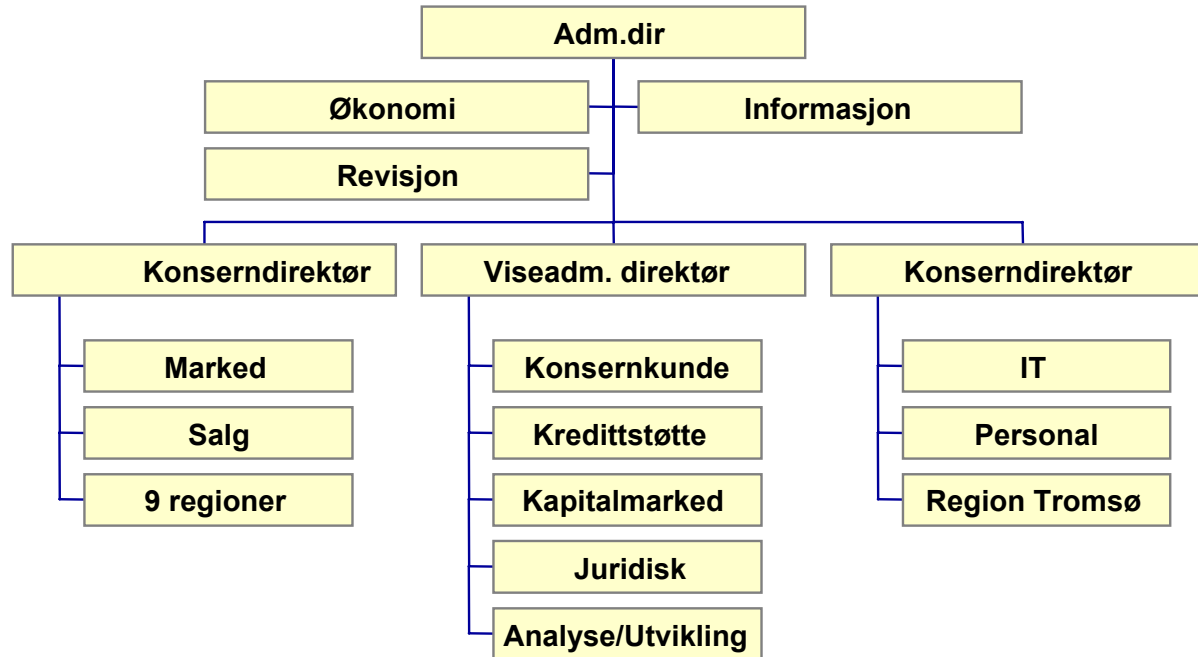 Adm.dir
Økonomi
Informasjon
Revisjon
Konserndirektør
Viseadm. direktør
Konserndirektør
Marked
Salg
9 regioner
Konsernkunde
Kredittstøtte
Kapitalmarked
Juridisk
Analyse/Utvikling
IT
Personal
Region Tromsø